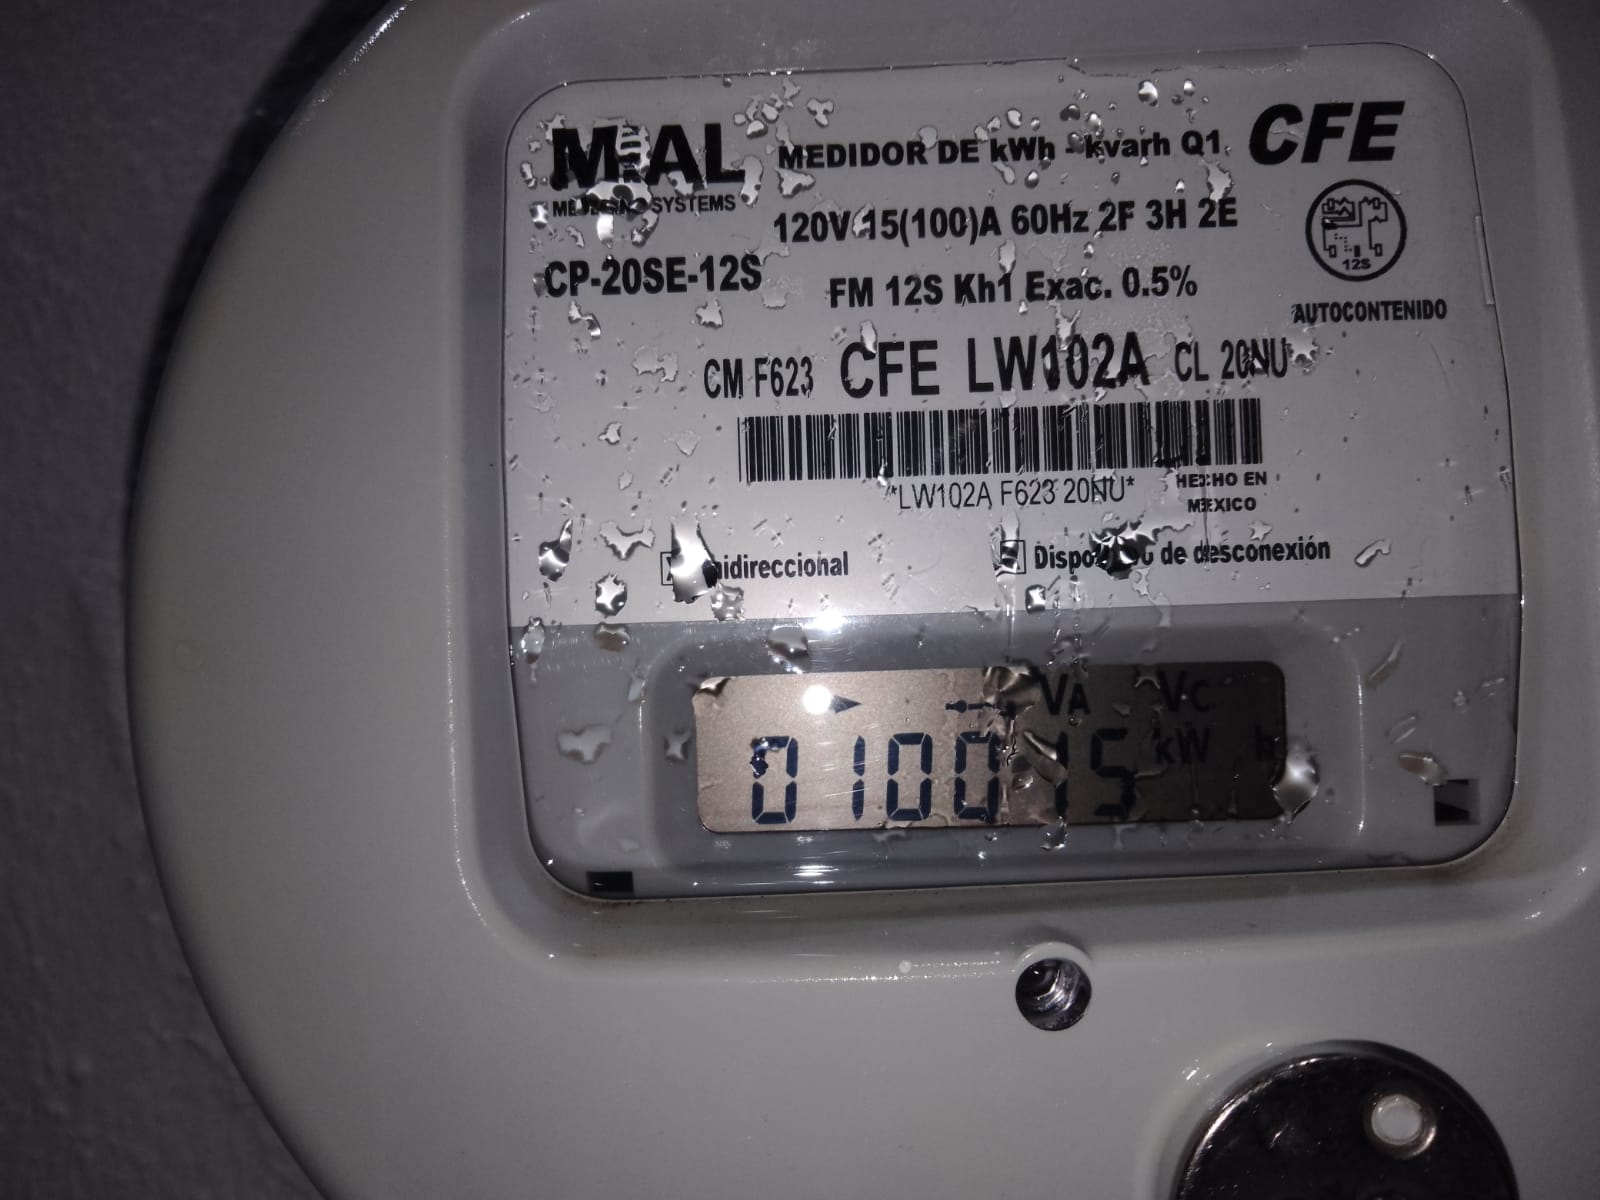 CFE
MEDIDOR DE kWh - kvarh Q1
SYSTEMS
120V 15(100)A 60Hz 2F 3H 2E
12S
CP-20SE-12S
FM 12S Kh1 Exac. 0.5%
AUTOCONTENIDO
CM F623 CFE LW102A CL 20NU
*LW102A F623 20NU*
HECHO EN
MEXICO
de desconexión
VA VC
kW h